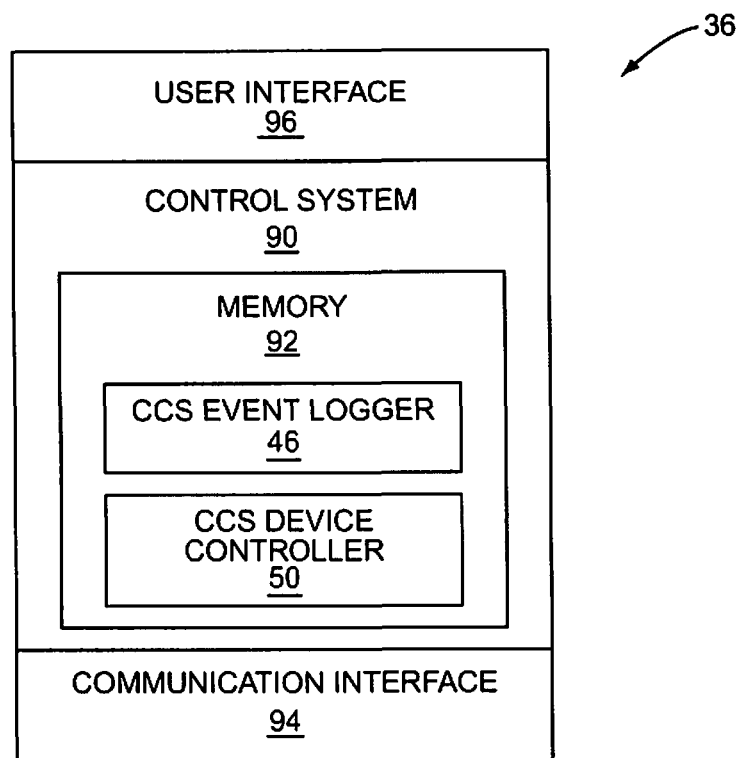 36
USER INTERFACE
96
CONTROL SYSTEM
90
MEMORY
92
CCS EVENT LOGGER
46
CCS DEVICE
CONTROLLER
50
COMMUNICATION INTERFACE
94